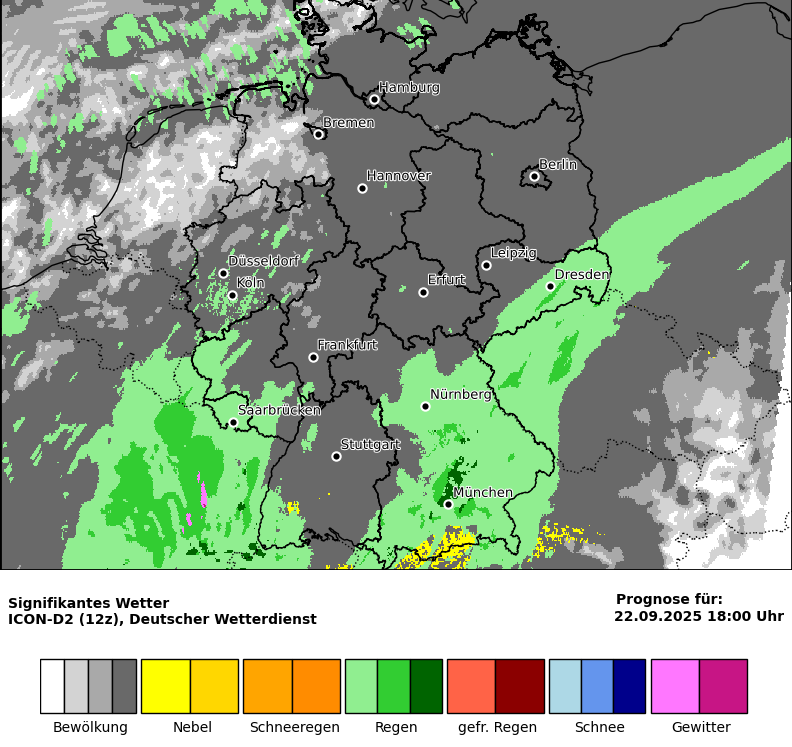 Hamburg
Bremen
Berlin
Hannover
Leipzig
Düsseldorf
Dresden
Köln
Erfurt
Frankfurt
Nürnberg
Saarbrücken
Stuttgart
München
Signifikantes Wetter
ICON-D2 (12z), Deutscher Wetterdienst
Prognose für:
22.09.2025 18:00 Uhr
Bewölkung
Nebel
Schneeregen
Regen
gefr. Regen
Schnee
Gewitter